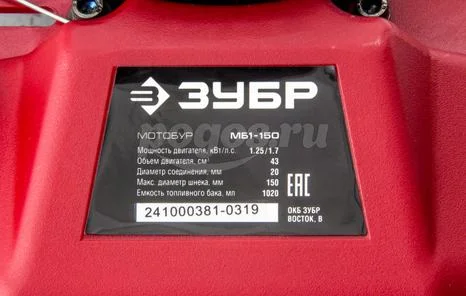 ЗУБР
МОТОБУР МБ1-150
Мощность двигателя, кВт/л.с. 1.25/1.7
Объем двигателя, см 43
Диаметр соединения, мм 20
Макс. диаметр шнека, мм 150
Емкость топливного бака, мл 1020
241000381-0319
EAC
ОКБ ЗУБР
ВОСТОК, В